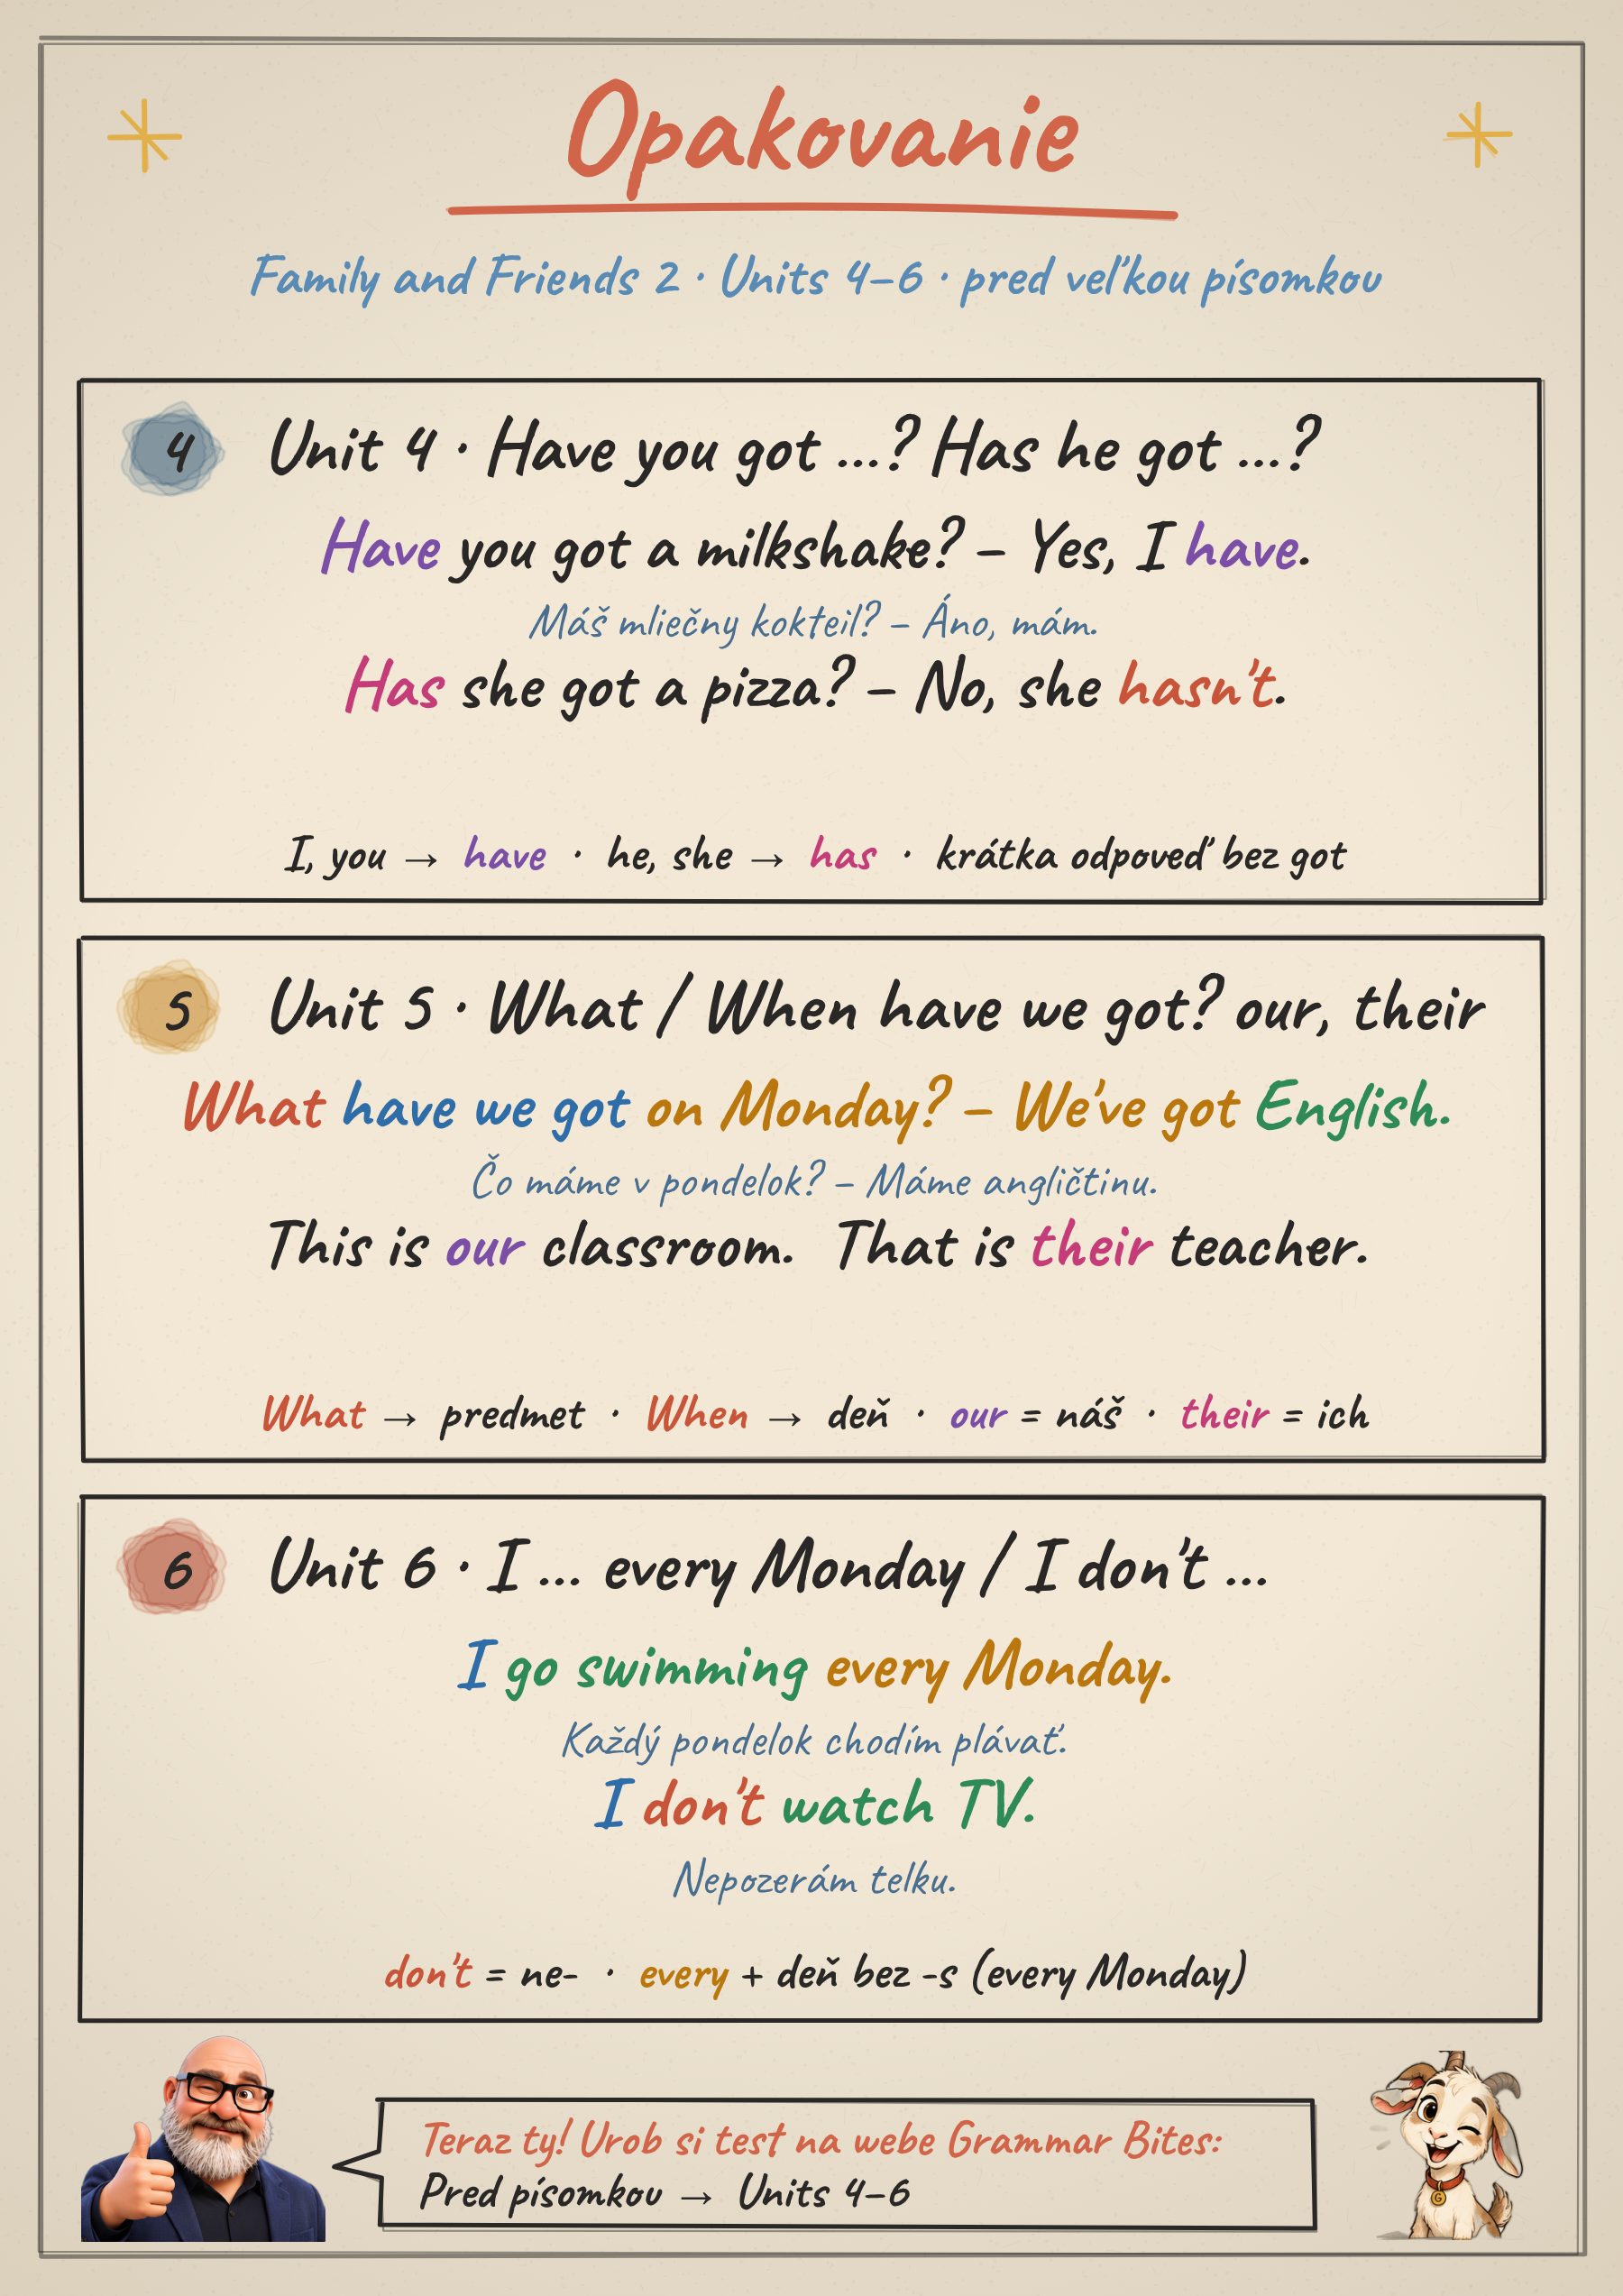 Opakovanie
Family and Friends 2 · Units 4–6 · pred veľkou písomkou
4
Unit 4 · Have you got ...? Has he got ...?
Have you got a milkshake? – Yes, I have.
Máš mliečny kokteil? – Áno, mám.
Has she got a pizza? – No, she hasn't.
I, you → have · he, she → has · krátka odpoveď bez got
5
Unit 5 · What / When have we got? our, their
What have we got on Monday? – We've got English.
Čo máme v pondelok? – Máme angličtinu.
This is our classroom. That is their teacher.
What → predmet · When → deň · our = náš · their = ich
6
Unit 6 · I ... every Monday / I don't ...
I go swimming every Monday.
Každý pondelok chodím plávať.
I don't watch TV.
Nepozerám telku.
don't = ne- · every + deň bez -s (every Monday)
Teraz ty! Urob si test na webe Grammar Bites:
Pred písomkou → Units 4–6
G